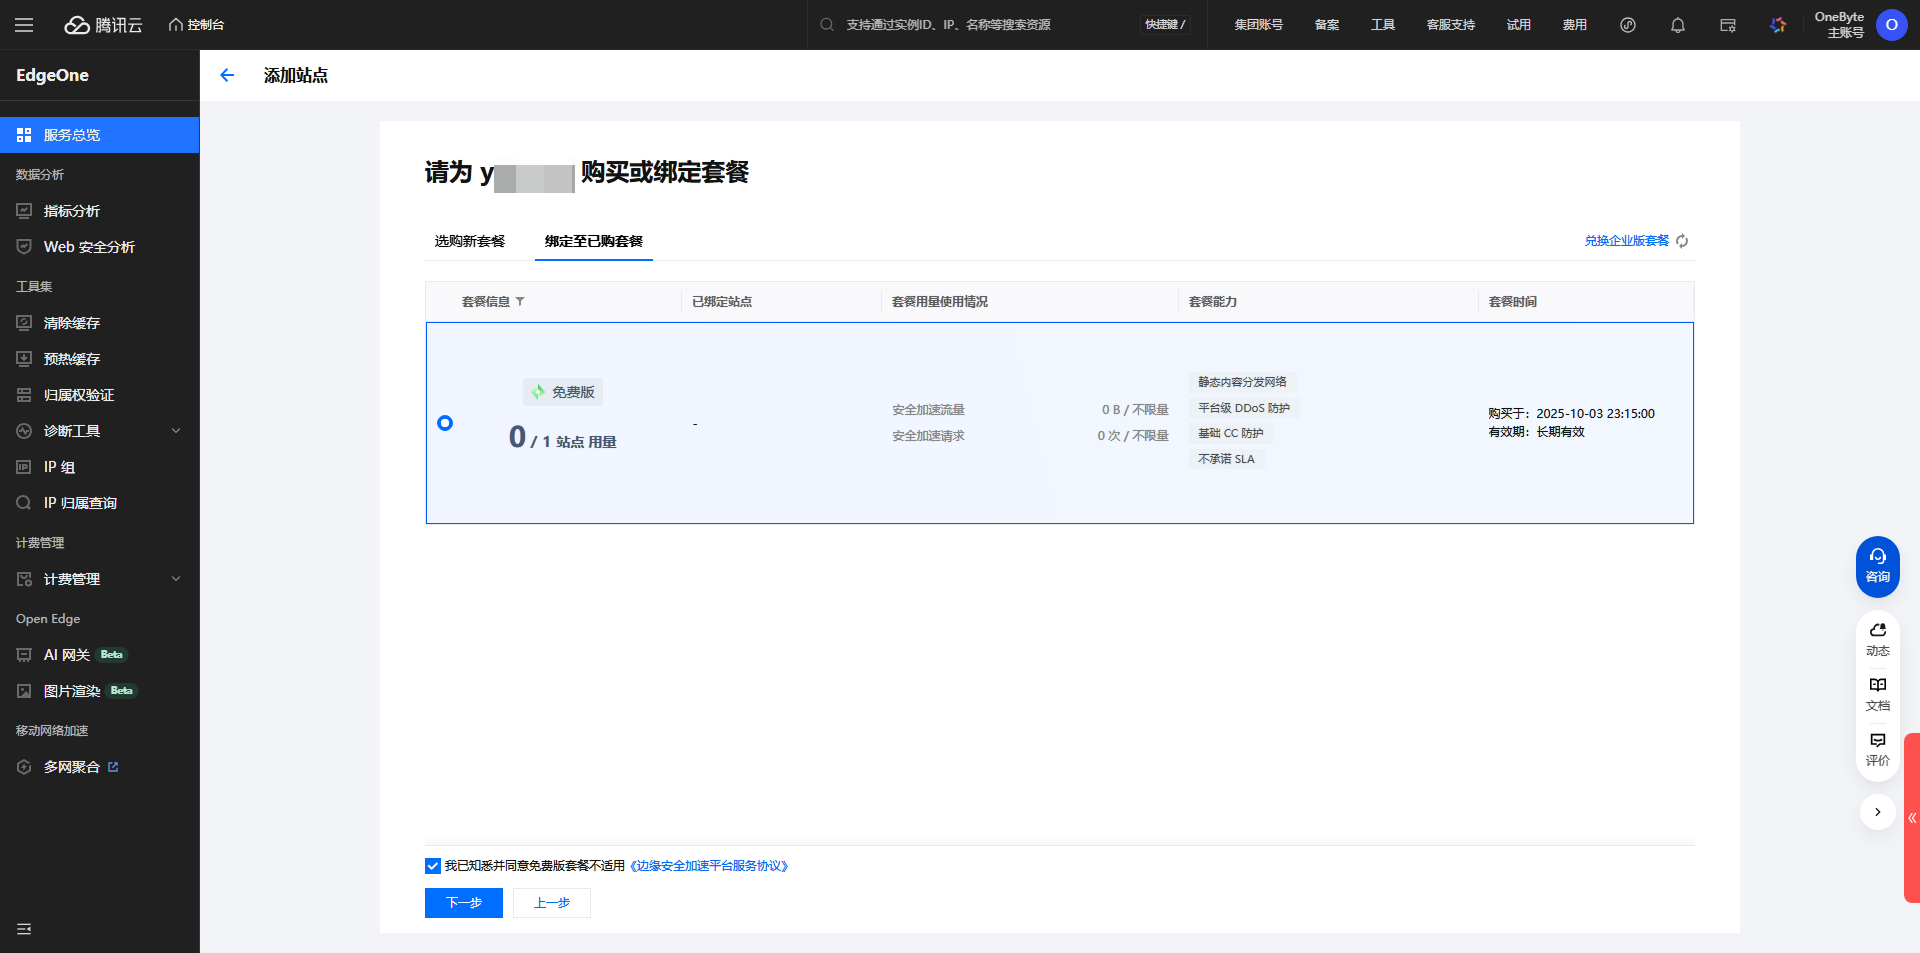 腾讯云
控制台
支持通过实例ID、IP、名称等搜索资源
快捷键 /
集团账号
备案
工具
客服支持
试用
费用
OneByte
主账号
O
EdgeOne
服务总览
数据分析
指标分析
Web 安全分析
工具集
清除缓存
预热缓存
归属权验证
诊断工具
IP 组
IP 归属查询
计费管理
计费管理
Open Edge
AI 网关 Beta
图片渲染 Beta
移动网络加速
多网聚合
添加站点
请为 y 购买或绑定套餐
选购新套餐
绑定至已购套餐
兑换企业版套餐
套餐信息
已绑定站点
套餐用量使用情况
套餐能力
套餐时间
免费版
0 / 1 站点 用量
-
安全加速流量 0 B / 不限量
安全加速请求 0 次 / 不限量
静态内容分发网络
平台级 DDoS 防护
基础 CC 防护
不承诺 SLA
购买于：2025-10-03 23:15:00
有效期：长期有效
我已知悉并同意免费版套餐不适用《边缘安全加速平台服务协议》
下一步
上一步
咨询
动态
文档
评价